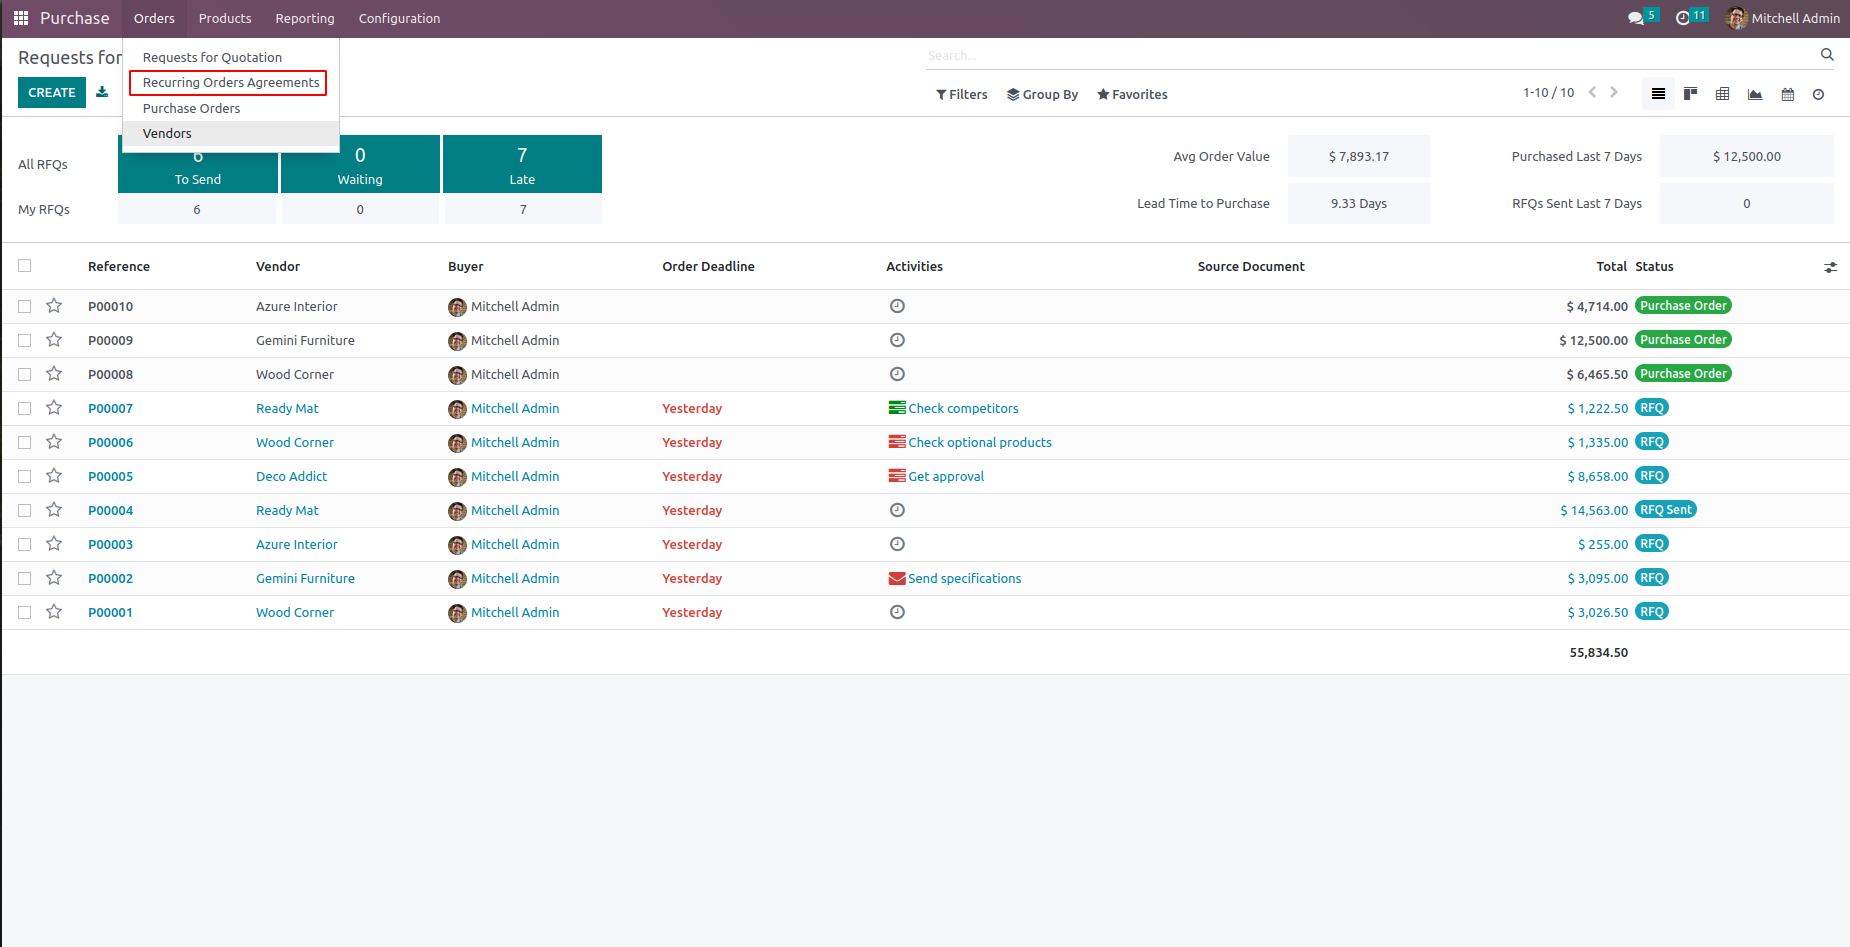 Purchase Orders Products Reporting Configuration 5 11 Mitchell Admin
Requests for
Search...
Requests for Quotation
Recurring Orders Agreements
Purchase Orders
Vendors
CREATE
Filters Group By Favorites 1-10 / 10
All RFQs
6 To Send
0 Waiting
7 Late
My RFQs 6 0 7
Avg Order Value $ 7,893.17 Purchased Last 7 Days $ 12,500.00
Lead Time to Purchase 9.33 Days RFQs Sent Last 7 Days 0
Reference Vendor Buyer Order Deadline Activities Source Document Total Status
P00010 Azure Interior Mitchell Admin $ 4,714.00 Purchase Order
P00009 Gemini Furniture Mitchell Admin $ 12,500.00 Purchase Order
P00008 Wood Corner Mitchell Admin $ 6,465.50 Purchase Order
P00007 Ready Mat Mitchell Admin Yesterday Check competitors $ 1,222.50 RFQ
P00006 Wood Corner Mitchell Admin Yesterday Check optional products $ 1,335.00 RFQ
P00005 Deco Addict Mitchell Admin Yesterday Get approval $ 8,658.00 RFQ
P00004 Ready Mat Mitchell Admin Yesterday $ 14,563.00 RFQ Sent
P00003 Azure Interior Mitchell Admin Yesterday $ 255.00 RFQ
P00002 Gemini Furniture Mitchell Admin Yesterday Send specifications $ 3,095.00 RFQ
P00001 Wood Corner Mitchell Admin Yesterday $ 3,026.50 RFQ
55,834.50